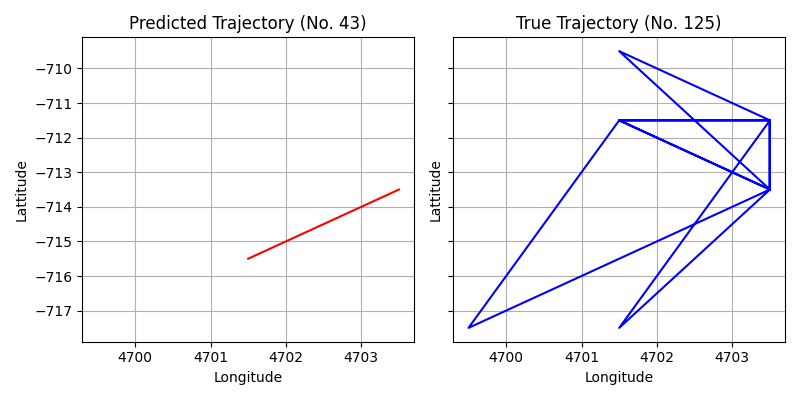 Predicted Trajectory (No. 43)
True Trajectory (No. 125)
Lattitude
−710
−711
−712
−713
−714
−715
−716
−717
4700
4701
4702
4703
Longitude
Lattitude
4700
4701
4702
4703
Longitude